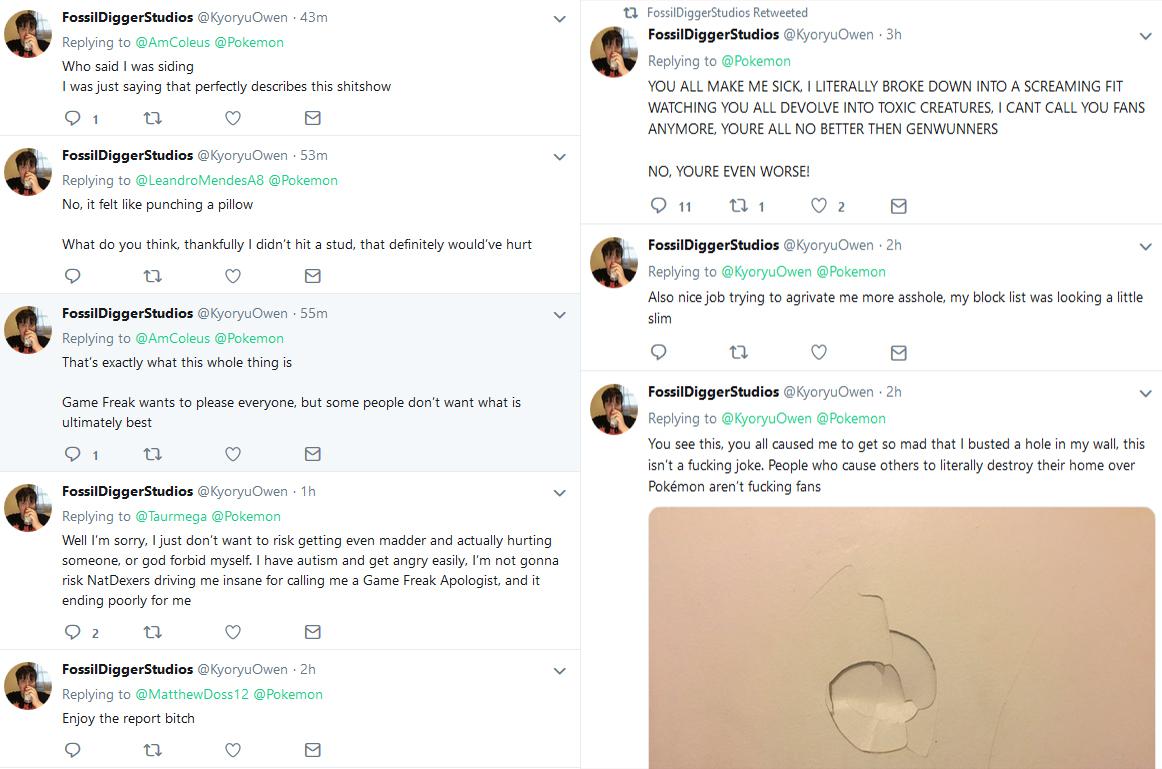 FossilDiggerStudios @KyoryuOwen · 43m
Replying to @AmColeus @Pokemon
Who said I was siding
I was just saying that perfectly describes this shitshow
1
FossilDiggerStudios @KyoryuOwen · 53m
Replying to @LeandroMendesA8 @Pokemon
No, it felt like punching a pillow
What do you think, thankfully I didn't hit a stud, that definitely would've hurt
FossilDiggerStudios @KyoryuOwen · 55m
Replying to @AmColeus @Pokemon
That's exactly what this whole thing is
Game Freak wants to please everyone, but some people don't want what is
ultimately best
1
FossilDiggerStudios @KyoryuOwen · 1h
Replying to @Taurmega @Pokemon
Well I'm sorry, I just don't want to risk getting even madder and actually hurting
someone, or god forbid myself. I have autism and get angry easily, I'm not gonna
risk NatDexers driving me insane for calling me a Game Freak Apologist, and it
ending poorly for me
2
FossilDiggerStudios @KyoryuOwen · 2h
Replying to @MatthewDoss12 @Pokemon
Enjoy the report bitch
FossilDiggerStudios Retweeted
FossilDiggerStudios @KyoryuOwen · 3h
Replying to @Pokemon
YOU ALL MAKE ME SICK, I LITERALLY BROKE DOWN INTO A SCREAMING FIT
WATCHING YOU ALL DEVOLVE INTO TOXIC CREATURES, I CANT CALL YOU FANS
ANYMORE, YOURE ALL NO BETTER THEN GENWUNNERS
NO, YOURE EVEN WORSE!
11 1 2
FossilDiggerStudios @KyoryuOwen · 2h
Replying to @KyoryuOwen @Pokemon
Also nice job trying to agrivate me more asshole, my block list was looking a little
slim
FossilDiggerStudios @KyoryuOwen · 2h
Replying to @KyoryuOwen @Pokemon
You see this, you all caused me to get so mad that I busted a hole in my wall, this
isn't a fucking joke. People who cause others to literally destroy their home over
Pokémon aren't fucking fans